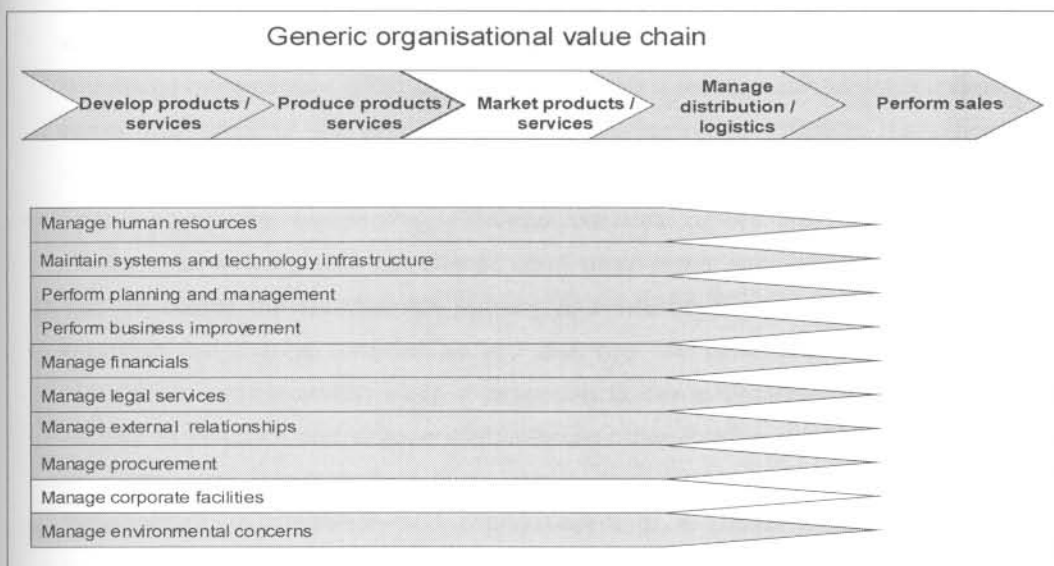 Generic organisational value chain
Develop products /
services
Produce products /
services
Market products /
services
Manage
distribution /
logistics
Perform sales
Manage human resources
Maintain systems and technology infrastructure
Perform planning and management
Perform business improvement
Manage financials
Manage legal services
Manage external relationships
Manage procurement
Manage corporate facilities
Manage environmental concerns